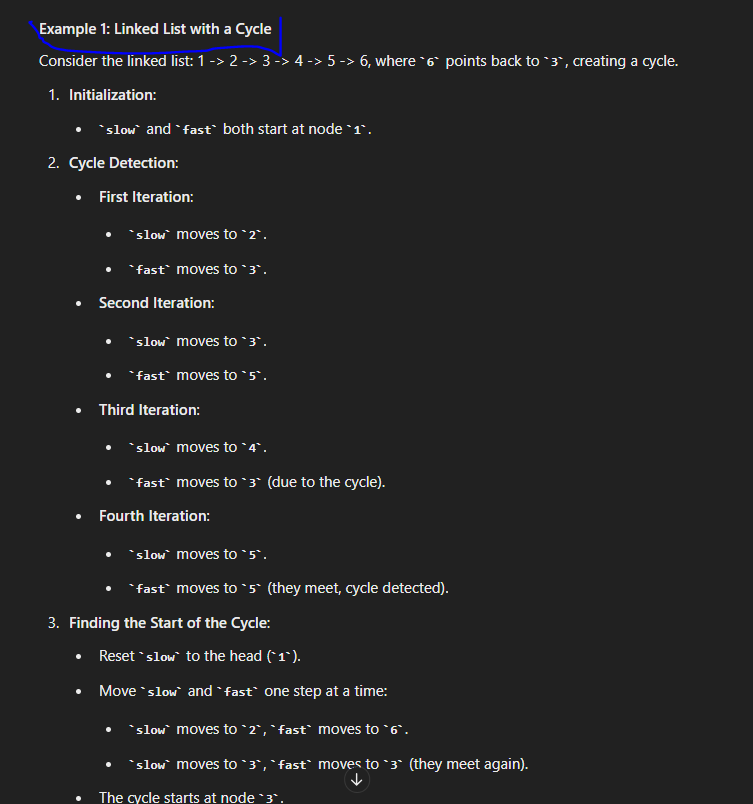 Example 1: Linked List with a Cycle
Consider the linked list: 1 -> 2 -> 3 -> 4 -> 5 -> 6, where `6` points back to `3`, creating a cycle.
1. Initialization:
• `slow` and `fast` both start at node `1`.
2. Cycle Detection:
• First Iteration:
• `slow` moves to `2`.
• `fast` moves to `3`.
• Second Iteration:
• `slow` moves to `3`.
• `fast` moves to `5`.
• Third Iteration:
• `slow` moves to `4`.
• `fast` moves to `3` (due to the cycle).
• Fourth Iteration:
• `slow` moves to `5`.
• `fast` moves to `5` (they meet, cycle detected).
3. Finding the Start of the Cycle:
• Reset `slow` to the head (`1`).
• Move `slow` and `fast` one step at a time:
• `slow` moves to `2`, `fast` moves to `6`.
• `slow` moves to `3`, `fast` moves to `3` (they meet again).
• The cycle starts at node `3`.